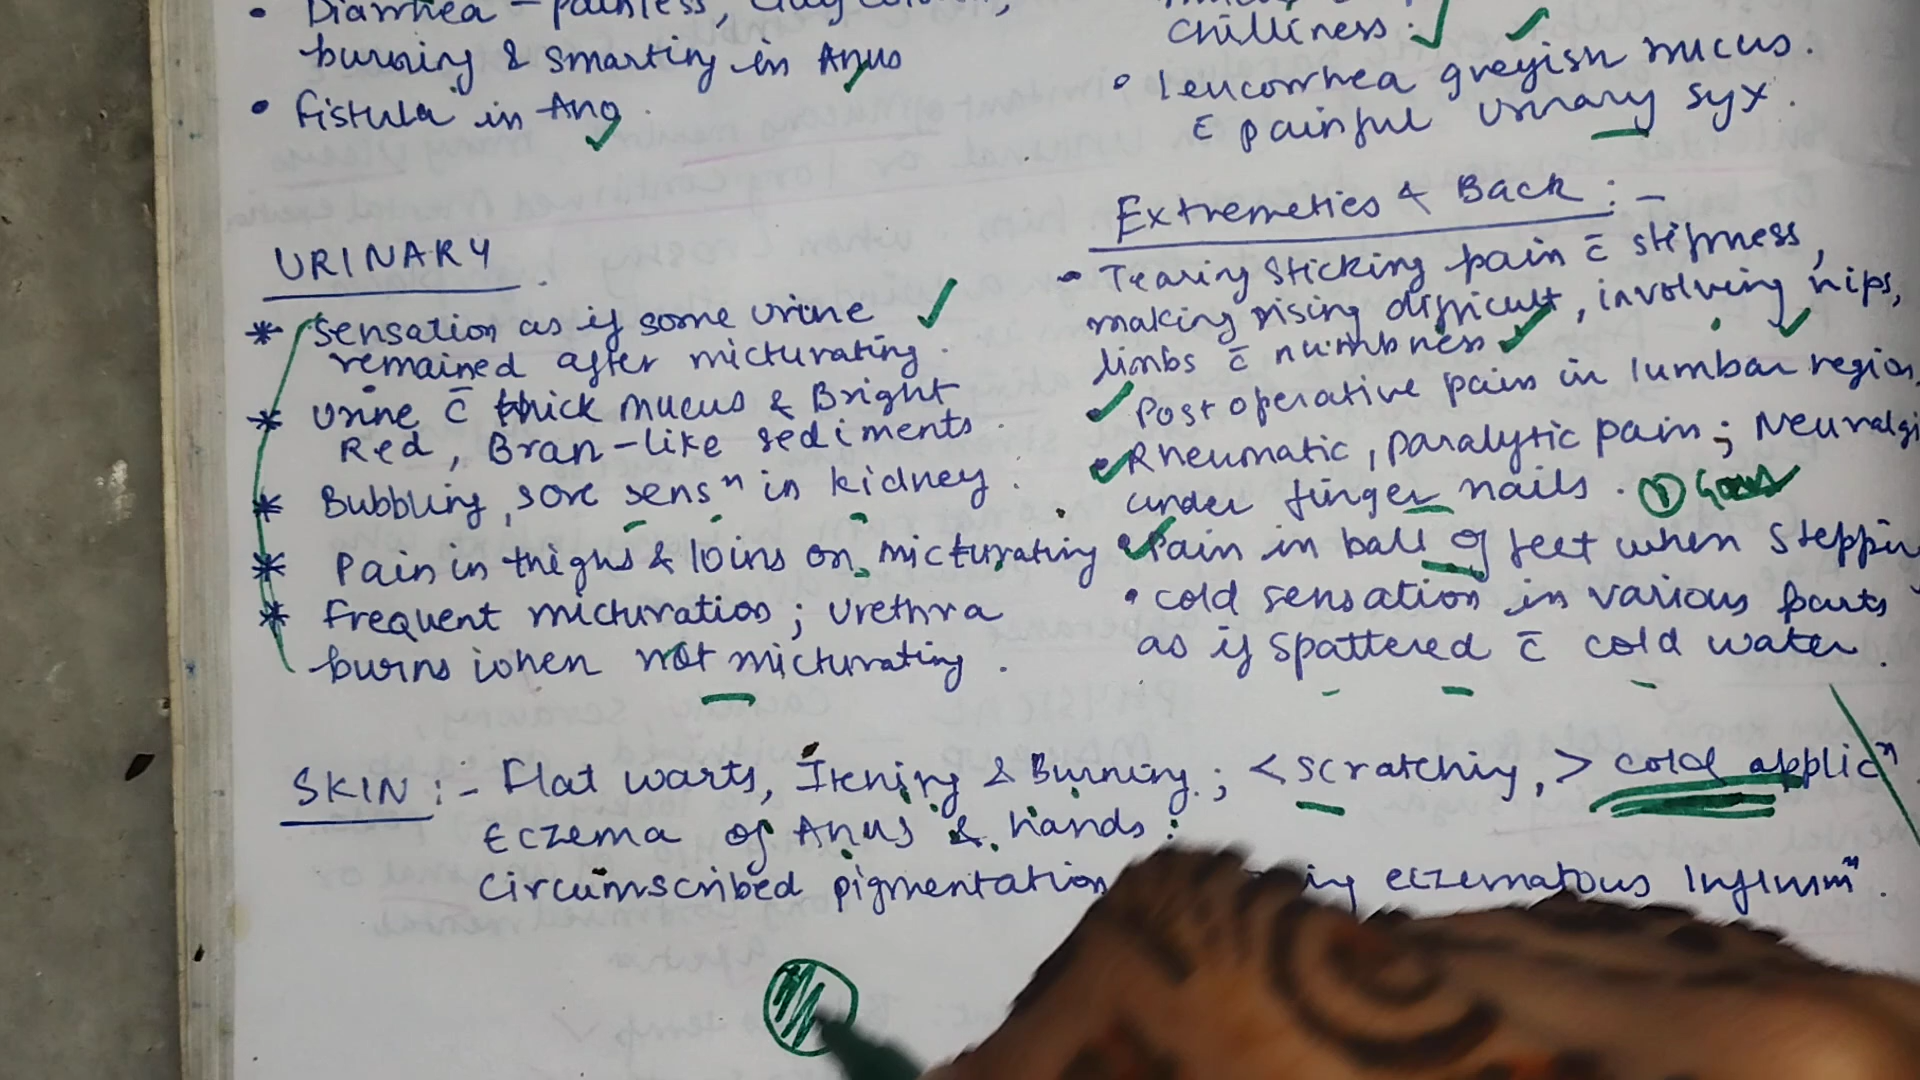 Diarrhea – painless,
burning & smarting in Anus
• Fistula in Ano.
URINARY
* Sensation as if some urine
remained after micturating.
* Urine c̄ thick mucus & Bright
Red, Bran-like sediments.
* Bubbling, sore sensⁿ in kidney.
* Pain in thighs & loins on micturating
* Frequent micturation; Urethra
burns when not micturating.
chilliness.
• Leucorrhea greyish mucus.
c̄ painful urinary syx.
Extremeties & Back :-
• Tearing sticking pain c̄ stiffness,
making rising difficult, involving hips,
limbs c̄ numbness
• Post operative pain in lumbar region,
• Rheumatic, paralytic pain; Neuralgi
under finger nails.
• Pain in ball of feet when steppin
• cold sensation in various parts
as if spattered c̄ cold water.
SKIN :- Flat warts, Itching & Burning; < scratching, > cold applicⁿ
Eczema of Anus & hands;
circumscribed pigmentation eczematous Inflmmⁿ.